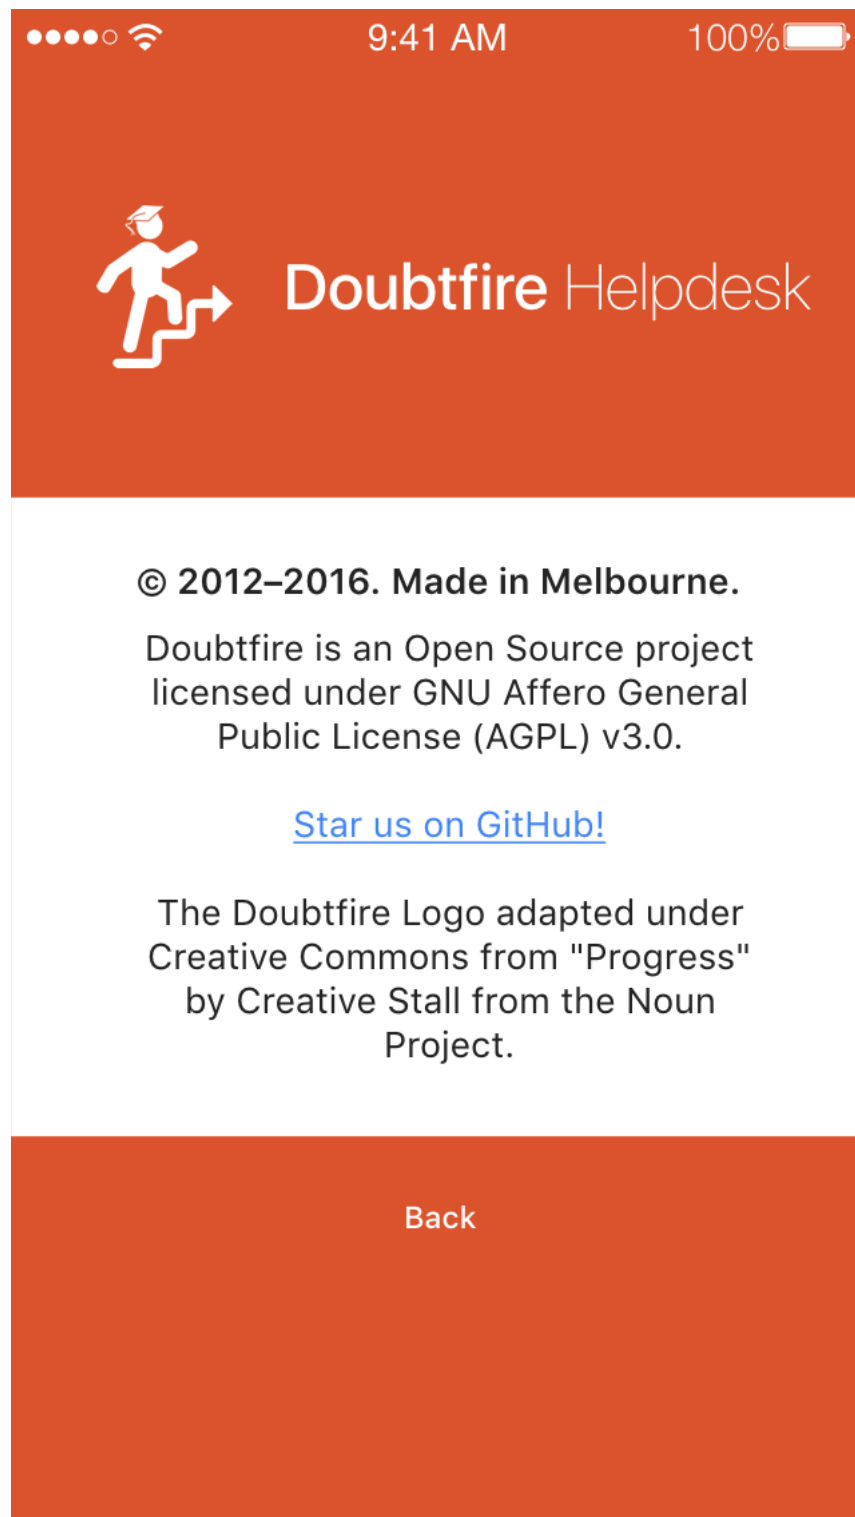 9:41 AM 100%
Doubtfire Helpdesk
© 2012–2016. Made in Melbourne.
Doubtfire is an Open Source project
licensed under GNU Affero General
Public License (AGPL) v3.0.
Star us on GitHub!
The Doubtfire Logo adapted under
Creative Commons from "Progress"
by Creative Stall from the Noun
Project.
Back